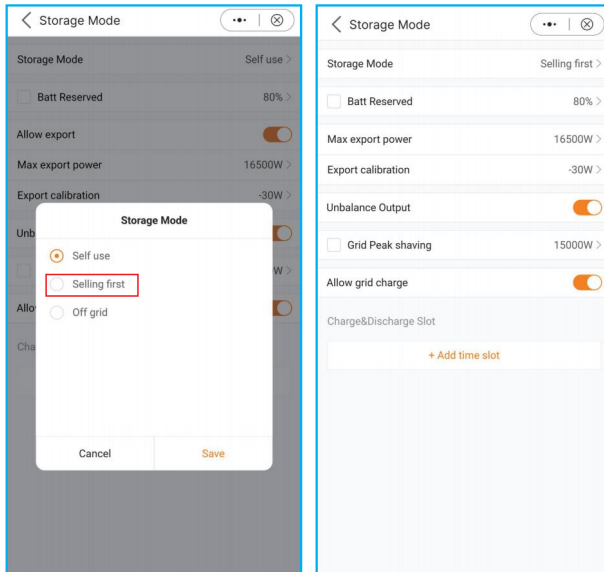 Storage Mode
Storage Mode Self use >
Batt Reserved 80% >
Allow export
Max export power 16500W >
Export calibration -30W >
Unb
W >
Allo
Cha
Storage Mode
Self use
Selling first
Off grid
Cancel Save
Storage Mode
Storage Mode Selling first >
Batt Reserved 80% >
Max export power 16500W >
Export calibration -30W >
Unbalance Output
Grid Peak shaving 15000W >
Allow grid charge
Charge&Discharge Slot
+ Add time slot